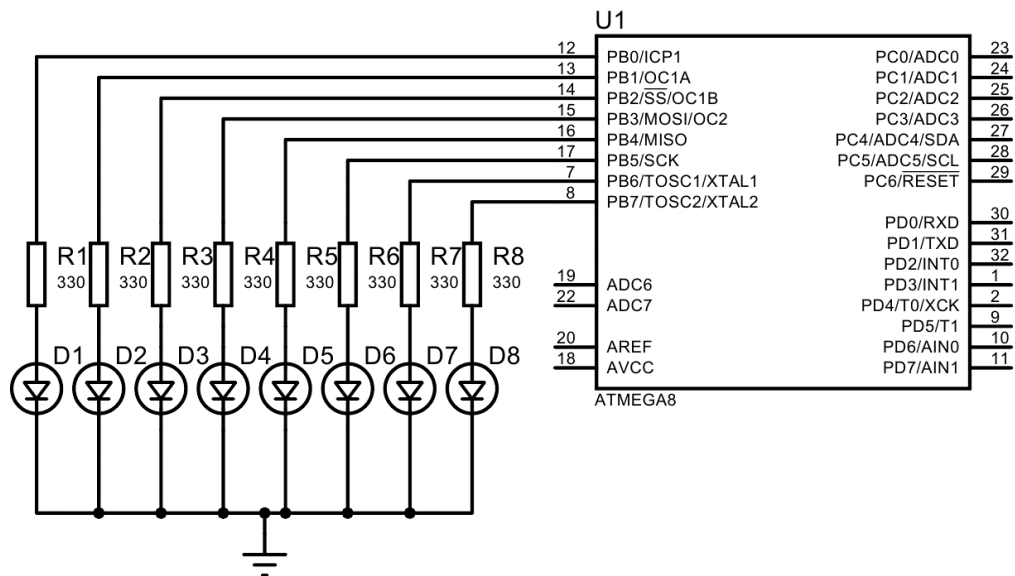 U1
12 PB0/ICP1 PC0/ADC0 23
13 PB1/OC1A PC1/ADC1 24
14 PB2/SS/OC1B PC2/ADC2 25
15 PB3/MOSI/OC2 PC3/ADC3 26
16 PB4/MISO PC4/ADC4/SDA 27
17 PB5/SCK PC5/ADC5/SCL 28
7 PB6/TOSC1/XTAL1 PC6/RESET 29
8 PB7/TOSC2/XTAL2
PD0/RXD 30
PD1/TXD 31
R1 R2 R3 R4 R5 R6 R7 R8
330 330 330 330 330 330 330 330
PD2/INT0 32
19 ADC6 PD3/INT1 1
22 ADC7 PD4/T0/XCK 2
PD5/T1 9
20 AREF PD6/AIN0 10
18 AVCC PD7/AIN1 11
D1 D2 D3 D4 D5 D6 D7 D8
ATMEGA8